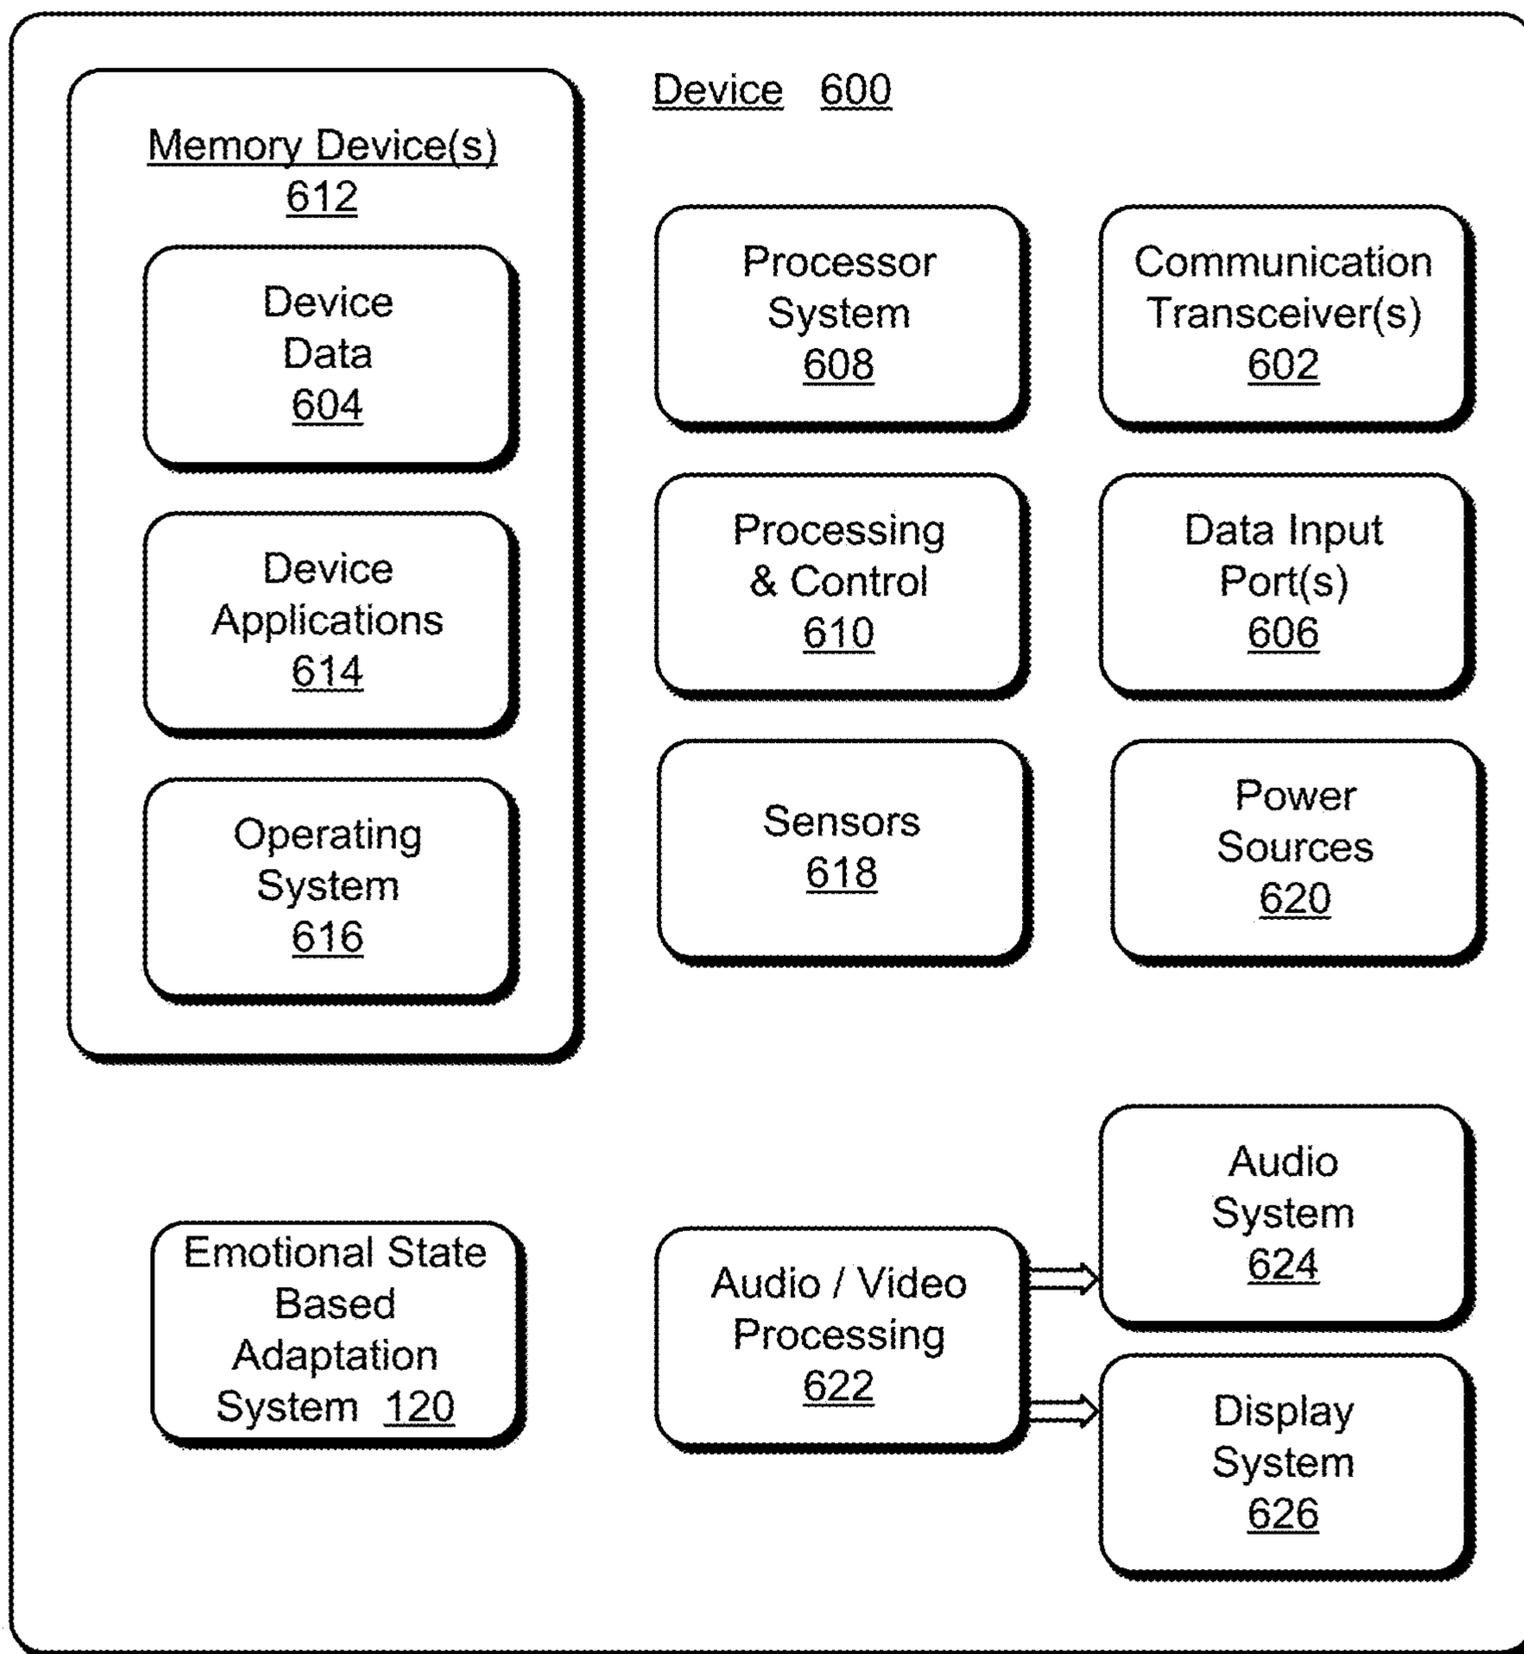 Device 600
Memory Device(s)
612
Device
Data
604
Device
Applications
614
Operating
System
616
Processor
System
608
Communication
Transceiver(s)
602
Processing
& Control
610
Data Input
Port(s)
606
Sensors
618
Power
Sources
620
Emotional State
Based
Adaptation
System 120
Audio / Video
Processing
622
Audio
System
624
Display
System
626